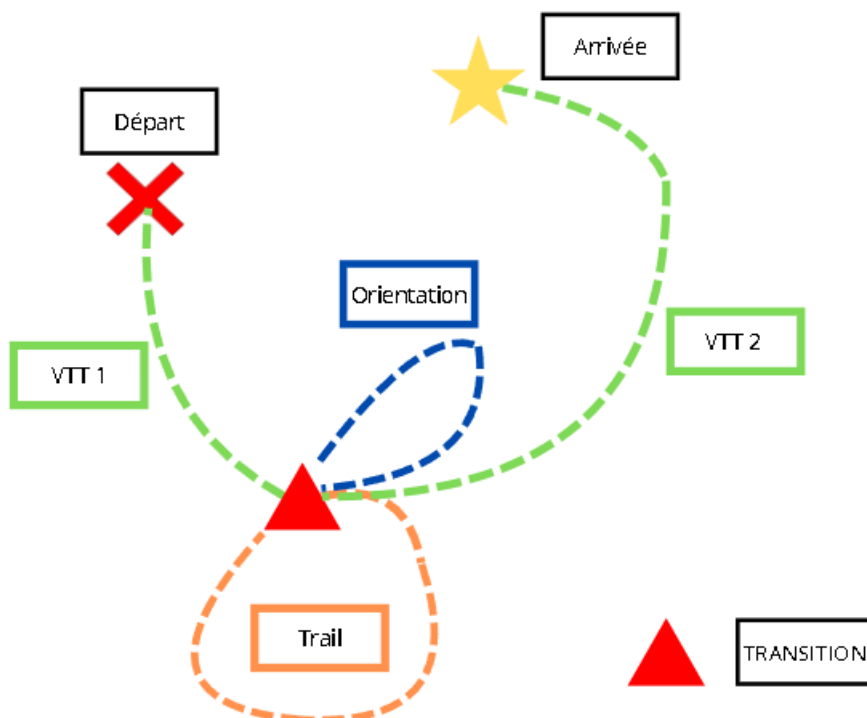 Arrivée
Départ
Orientation
VTT 2
VTT 1
Trail
TRANSITION